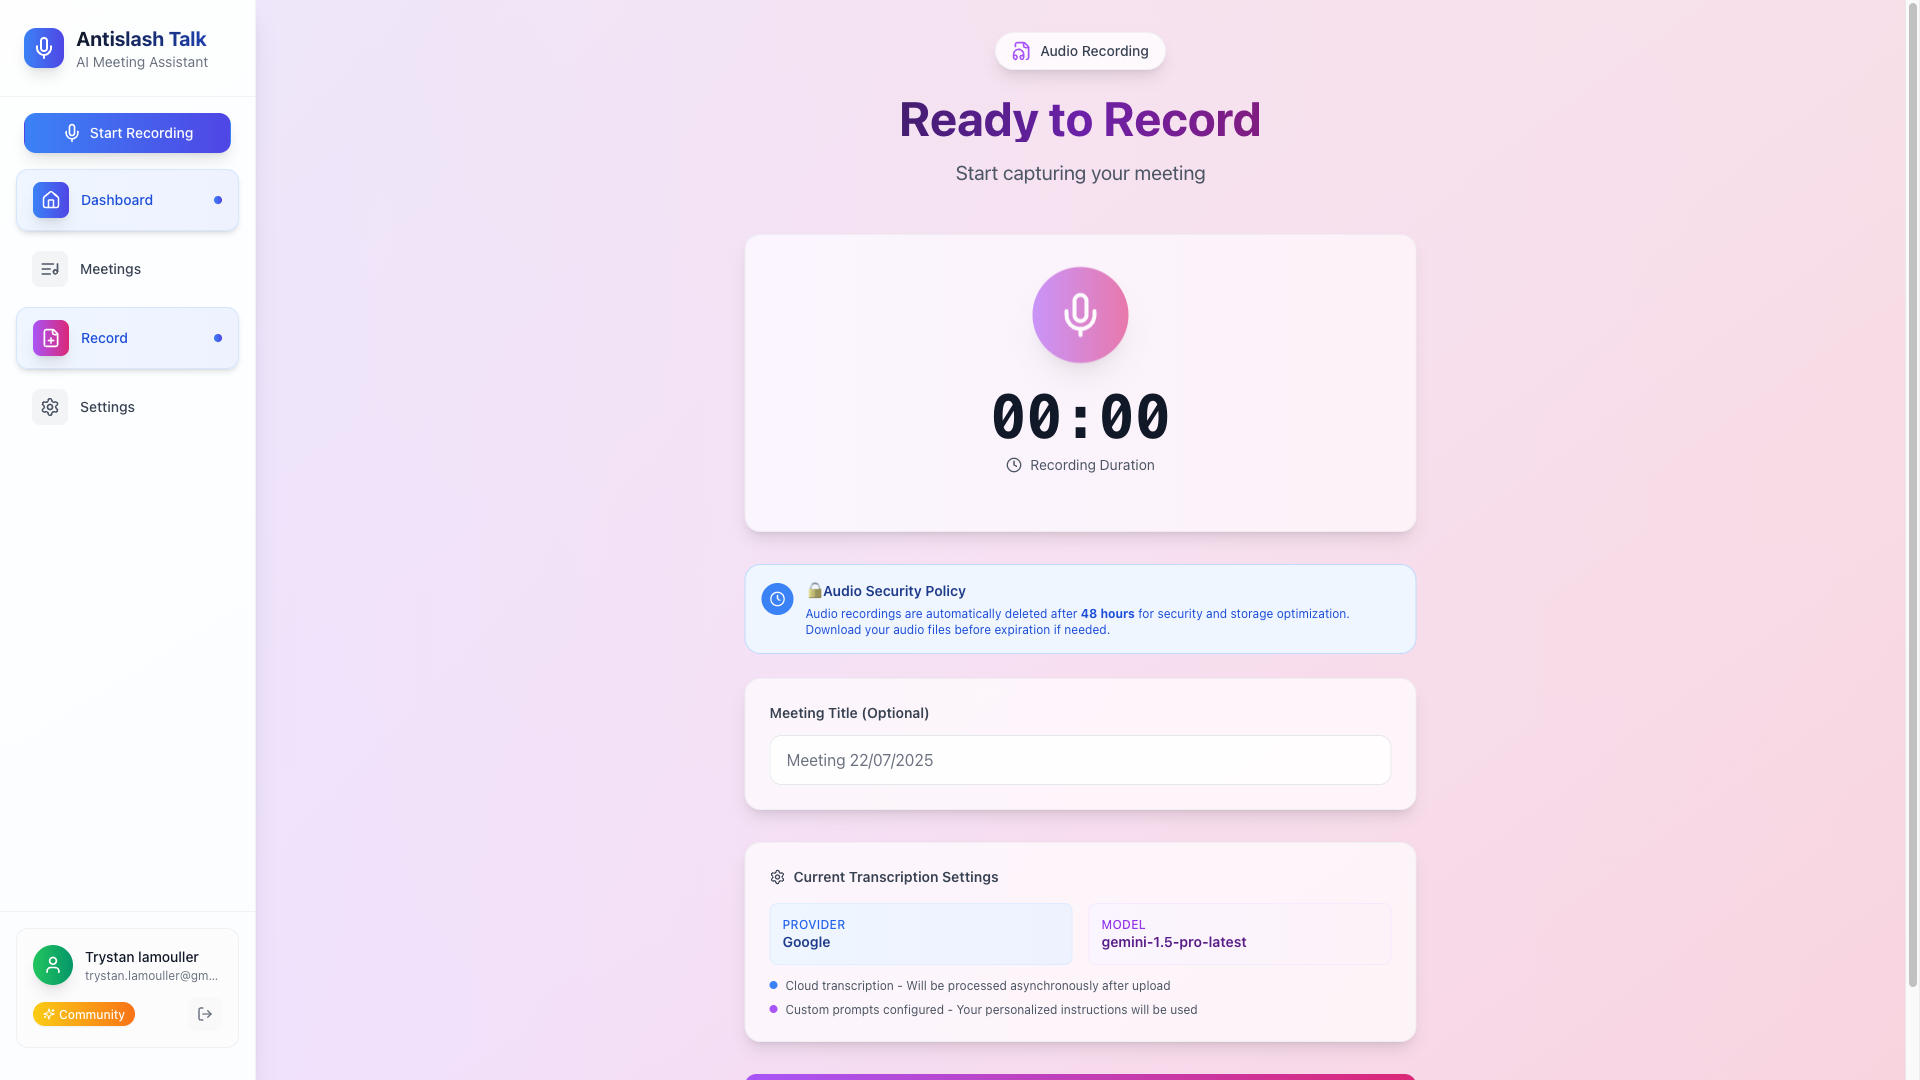 Antislash Talk
AI Meeting Assistant
Start Recording
Dashboard
Meetings
Record
Settings
Trystan lamouller
trystan.lamouller@gm...
Community
Audio Recording
Ready to Record
Start capturing your meeting
00:00
Recording Duration
🔒Audio Security Policy
Audio recordings are automatically deleted after 48 hours for security and storage optimization.
Download your audio files before expiration if needed.
Meeting Title (Optional)
Meeting 22/07/2025
Current Transcription Settings
PROVIDER
Google
MODEL
gemini-1.5-pro-latest
Cloud transcription - Will be processed asynchronously after upload
Custom prompts configured - Your personalized instructions will be used